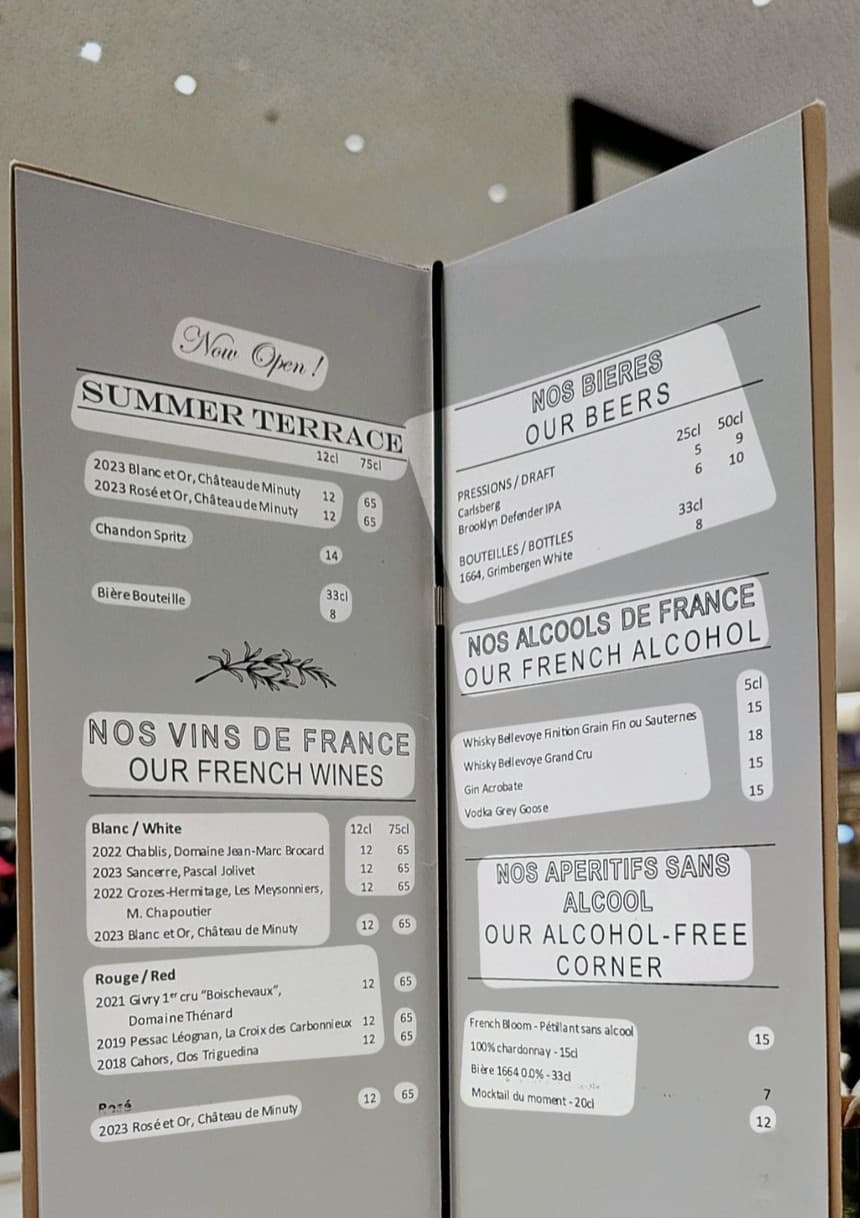 Now Open!
SUMMER TERRACE
12cl 75cl
2023 Blanc et Or, Château de Minuty 12 65
2023 Rosé et Or, Château de Minuty 12 65
Chandon Spritz 14
33cl
Bière Bouteille 8
NOS VINS DE FRANCE
OUR FRENCH WINES
Blanc / White 12cl 75cl
2022 Chablis, Domaine Jean-Marc Brocard 12 65
2023 Sancerre, Pascal Jolivet 12 65
2022 Crozes-Hermitage, Les Meysonniers, 12 65
M. Chapoutier
2023 Blanc et Or, Château de Minuty 12 65
Rouge / Red
2021 Givry 1er cru "Boischevaux", 12 65
Domaine Thénard
2019 Pessac Léognan, La Croix des Carbonnieux 12 65
2018 Cahors, Clos Triguedina 12 65
Rosé
2023 Rosé et Or, Château de Minuty 12 65
NOS BIERES
OUR BEERS
25cl 50cl
PRESSIONS / DRAFT
Carlsberg 5 9
Brooklyn Defender IPA 6 10
BOUTEILLES / BOTTLES 33cl
1664, Grimbergen White 8
NOS ALCOOLS DE FRANCE
OUR FRENCH ALCOHOL
5cl
Whisky Bellevoye Finition Grain Fin ou Sauternes 15
Whisky Bellevoye Grand Cru 18
Gin Acrobate 15
Vodka Grey Goose 15
NOS APERITIFS SANS
ALCOOL
OUR ALCOHOL-FREE
CORNER
French Bloom - Pétillant sans alcool 15
100% chardonnay - 15cl
Bière 1664 0.0% - 33cl 7
Mocktail du moment - 20cl 12